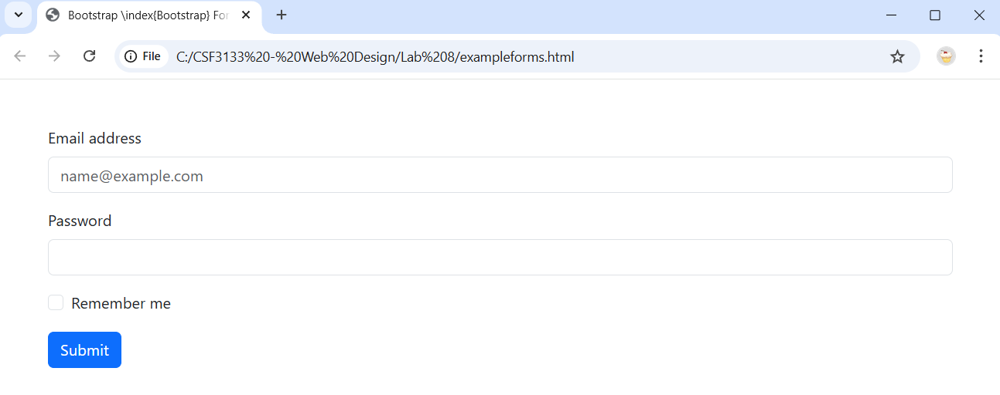 Bootstrap \index{Bootstrap} For
File
C:/CSF3133%20-%20Web%20Design/Lab%208/exampleforms.html
Email address
name@example.com
Password
Remember me
Submit